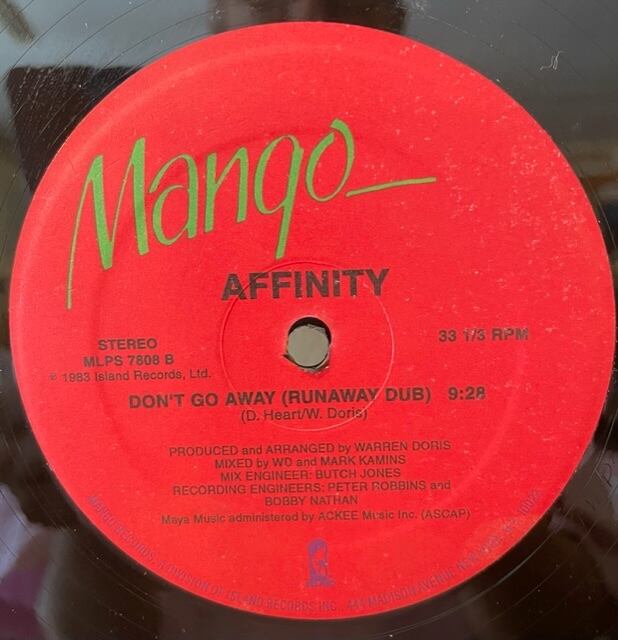 Mango
AFFINITY
STEREO
MLPS 7808 B
℗ 1983 Island Records, Ltd.
33 1/3 RPM
DON'T GO AWAY (RUNAWAY DUB) 9:28
(D. Heart/W. Doris)
PRODUCED and ARRANGED by WARREN DORIS
MIXED by WD and MARK KAMINS
MIX ENGINEER: BUTCH JONES
RECORDING ENGINEERS: PETER ROBBINS and
BOBBY NATHAN
Maya Music administered by ACKEE Music Inc. (ASCAP)
MANGO RECORDS, A DIVISION OF ISLAND RECORDS INC., 444 MADISON AVENUE,